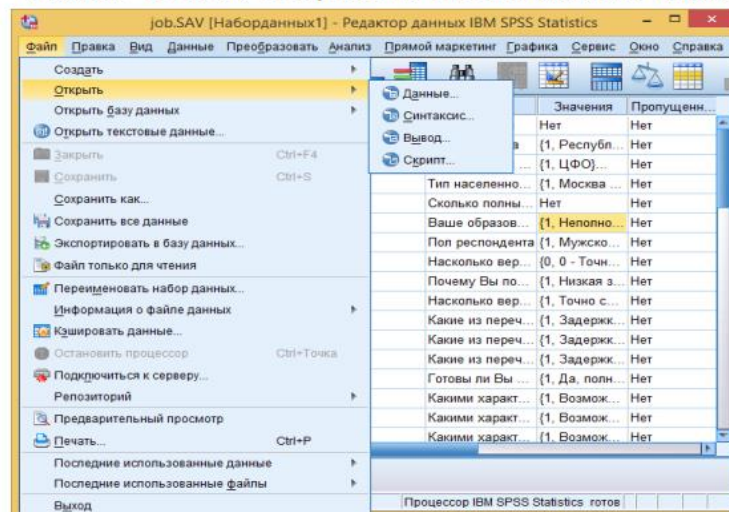 job.SAV [Наборданных1] - Редактор данных IBM SPSS Statistics
Файл Правка Вид Данные Преобразовать Анализ Прямой маркетинг Графика Сервис Окно Справка
Создать
Открыть
Открыть базу данных
Открыть текстовые данные...
Закрыть Ctrl+F4
Сохранить Ctrl+S
Сохранить как...
Сохранить все данные
Экспортировать в базу данных...
Файл только для чтения
Переименовать набор данных...
Информация о файле данных
Кэшировать данные...
Остановить процессор Ctrl+Точка
Подключиться к серверу...
Репозиторий
Предварительный просмотр
Печать... Ctrl+P
Последние использованные данные
Последние использованные файлы
Выход
Данные...
Синтаксис...
Вывод...
Скрипт...
Значения Пропущенн...
Нет Нет
{1, Республ... Нет
{1, ЦФО}... Нет
Тип населенно... {1, Москва ... Нет
Сколько полны... Нет Нет
Ваше образов... {1, Неполно... Нет
Пол респондента {1, Мужско... Нет
Насколько вер... {0, 0 - Точн... Нет
Почему Вы по... {1, Низкая з... Нет
Насколько вер... {1, Точно с... Нет
Какие из переч... {1, Задержк... Нет
Какие из переч... {1, Задержк... Нет
Какие из переч... {1, Задержк... Нет
Готовы ли Вы ... {1, Да, полн... Нет
Какими характ... {1, Возмож... Нет
Какими характ... {1, Возмож... Нет
Какими характ... {1, Возмож... Нет
Процессор IBM SPSS Statistics готов